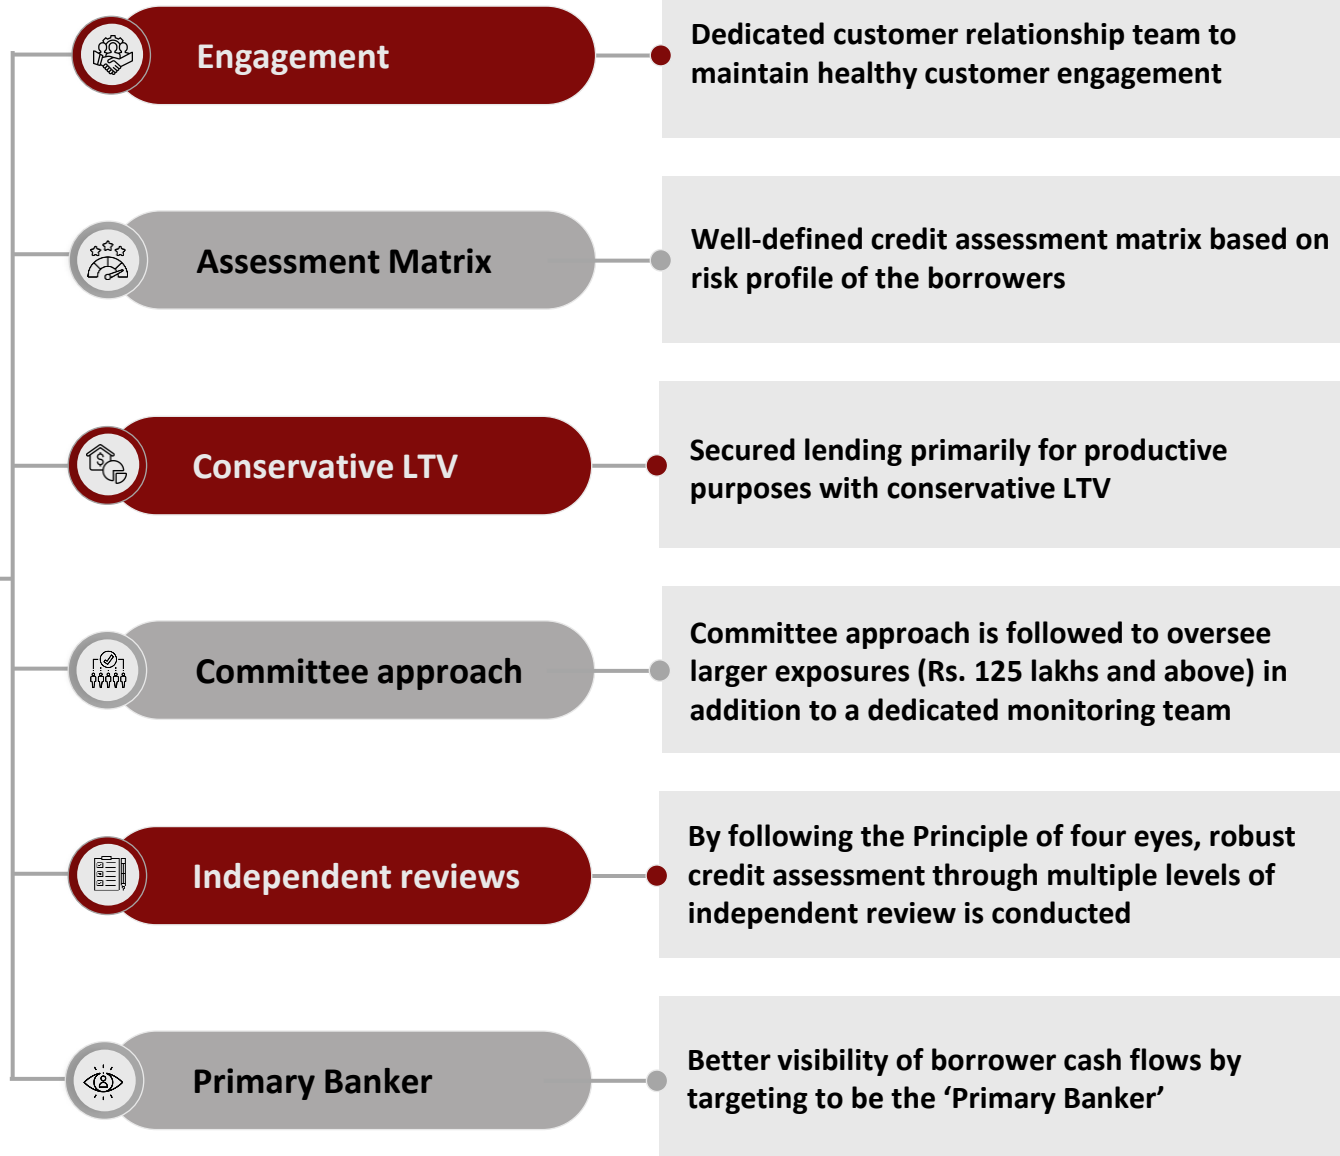 Engagement
Dedicated customer relationship team to
maintain healthy customer engagement
Assessment Matrix
Well-defined credit assessment matrix based on
risk profile of the borrowers
Conservative LTV
Secured lending primarily for productive
purposes with conservative LTV
Committee approach
Committee approach is followed to oversee
larger exposures (Rs. 125 lakhs and above) in
addition to a dedicated monitoring team
Independent reviews
By following the Principle of four eyes, robust
credit assessment through multiple levels of
independent review is conducted
Primary Banker
Better visibility of borrower cash flows by
targeting to be the ‘Primary Banker’